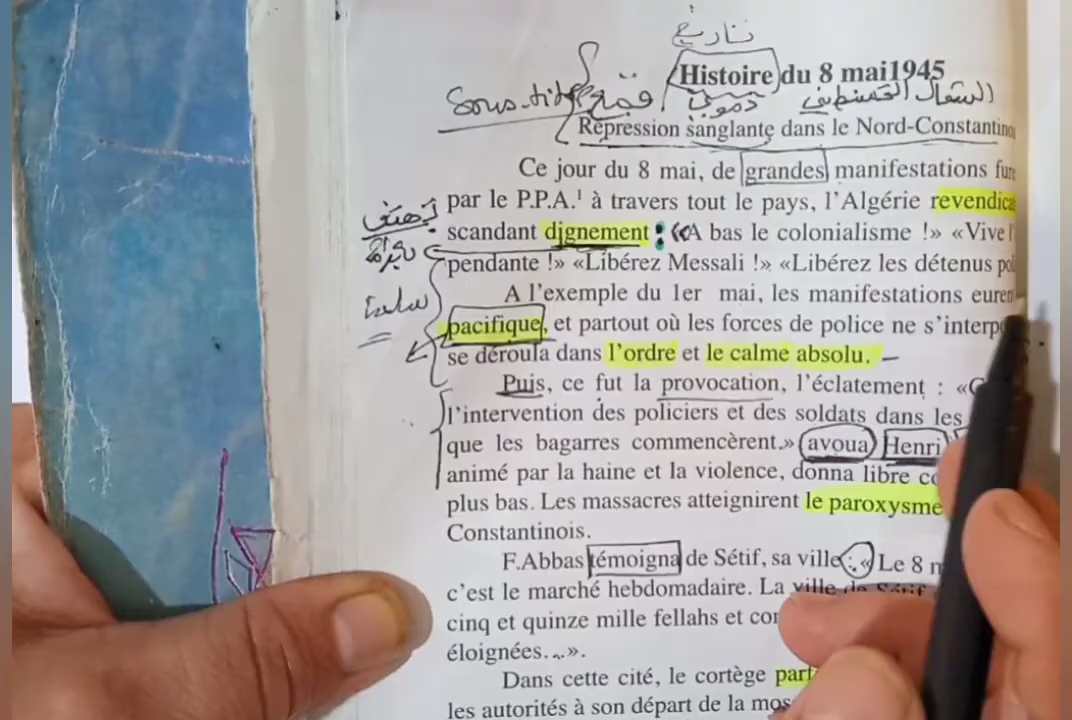 تاريخ
Histoire du 8 mai1945
Sous-titre قمع دموي الشمال القسنطيني
Répression sanglante dans le Nord-Constantino
Ce jour du 8 mai, de grandes manifestations fure
par le P.P.A.¹ à travers tout le pays, l'Algérie revendica
scandant dignement : «A bas le colonialisme !» «Vive l'
pendante !» «Libérez Messali !» «Libérez les détenus pol
A l'exemple du 1er mai, les manifestations euren
pacifique, et partout où les forces de police ne s'interpo
se déroula dans l'ordre et le calme absolu.
Puis, ce fut la provocation, l'éclatement : «C
l'intervention des policiers et des soldats dans les
que les bagarres commencèrent.» avoua Henri
animé par la haine et la violence, donna libre co
plus bas. Les massacres atteignirent le paroxysme
Constantinois.
F.Abbas témoigna de Sétif, sa ville : « Le 8 m
c'est le marché hebdomadaire. La ville de Sétif
cinq et quinze mille fellahs et com
éloignées...».
Dans cette cité, le cortège part
les autorités à son départ de la mos